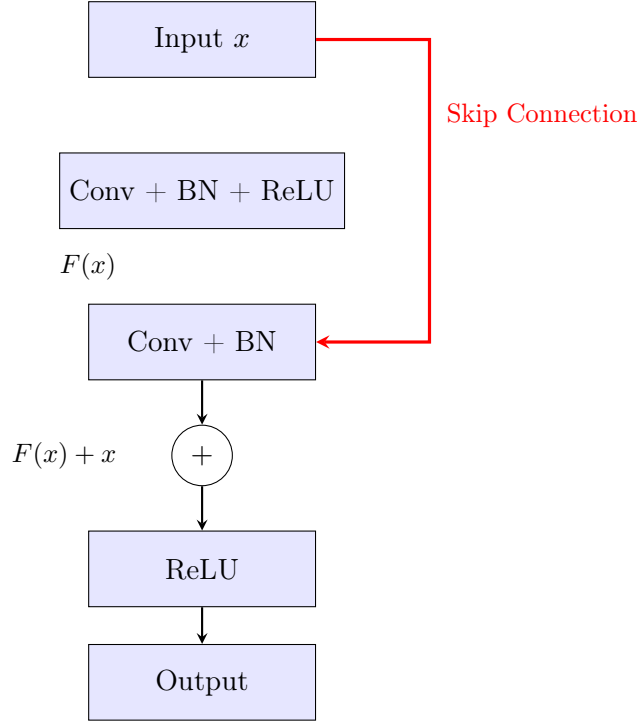 Input x
Skip Connection
Conv + BN + ReLU
F(x)
Conv + BN
F(x) + x
+
ReLU
Output